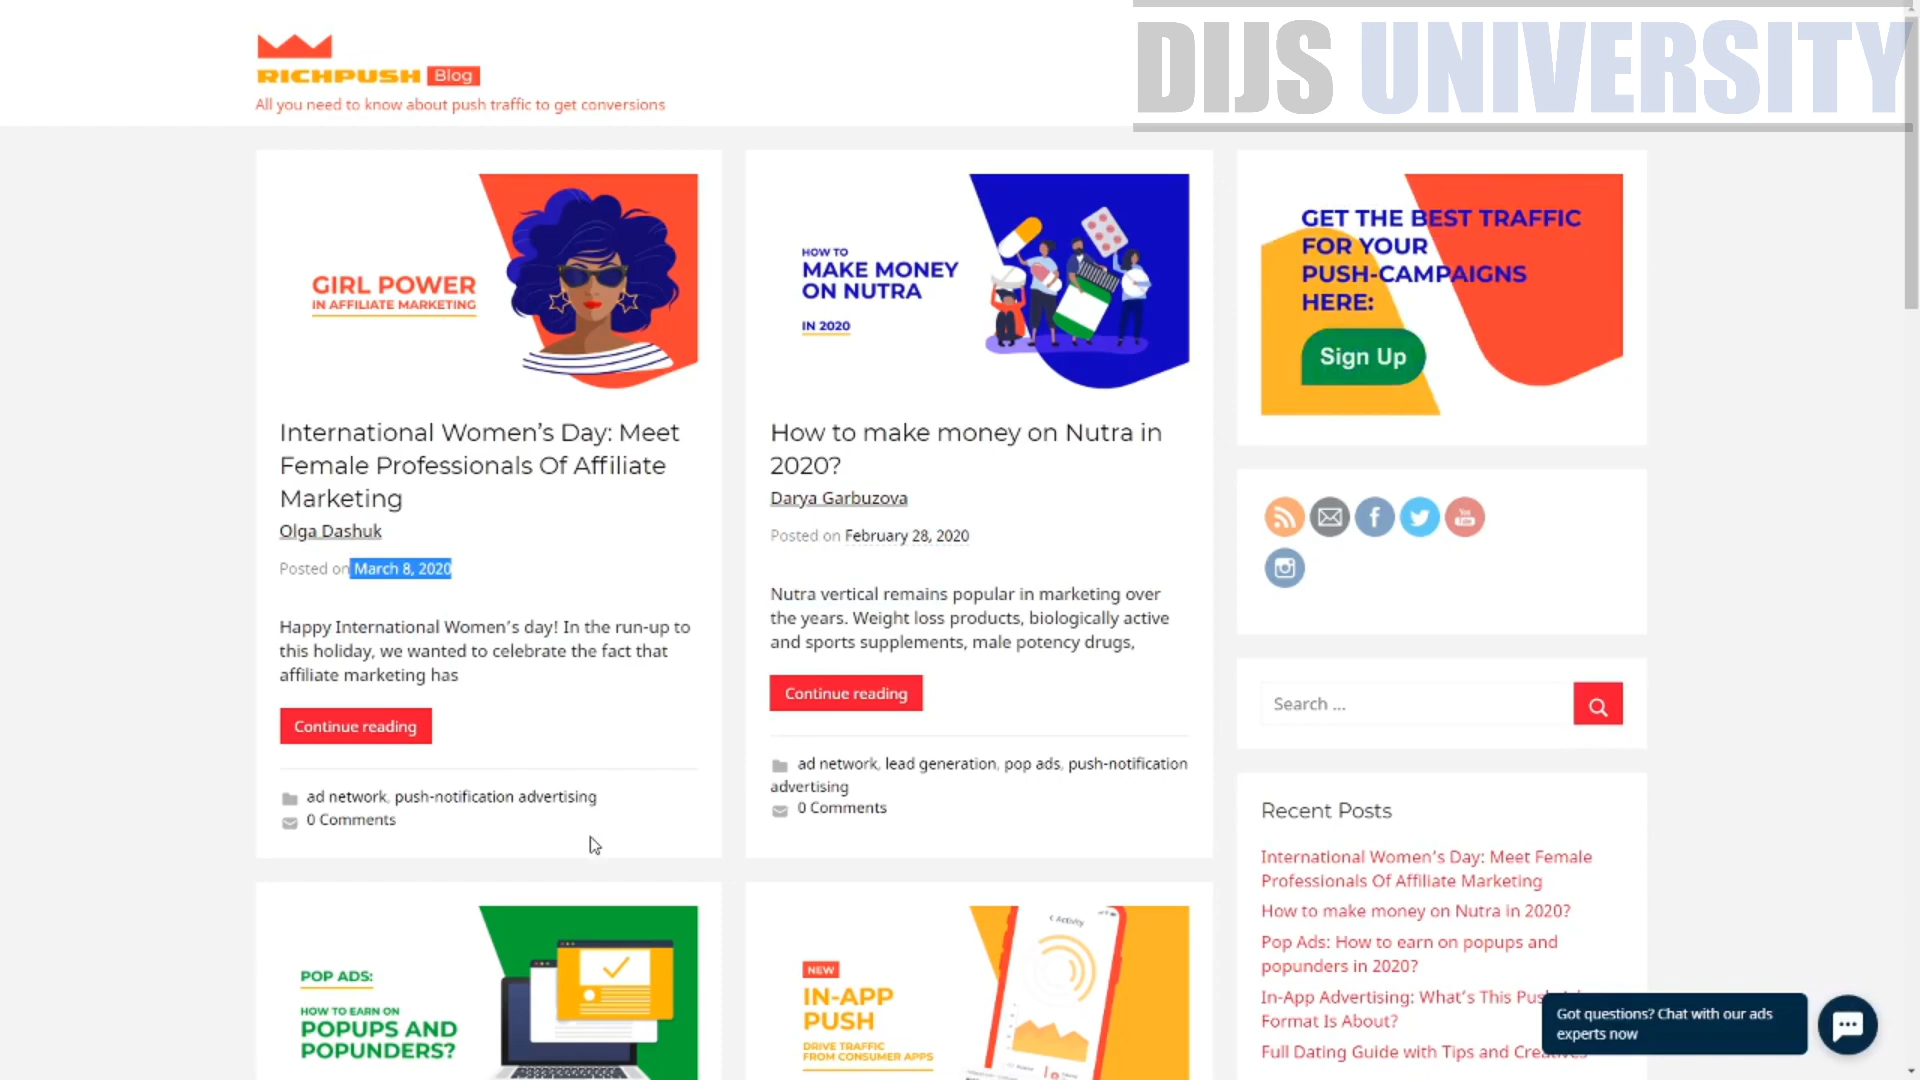 DIJS UNIVERSITY
RICHPUSH Blog
All you need to know about push traffic to get conversions
GIRL POWER
IN AFFILIATE MARKETING
International Women's Day: Meet
Female Professionals Of Affiliate
Marketing
Olga Dashuk
Posted on March 8, 2020
Happy International Women's day! In the run-up to
this holiday, we wanted to celebrate the fact that
affiliate marketing has
Continue reading
ad network, push-notification advertising
0 Comments
HOW TO
MAKE MONEY
ON NUTRA
IN 2020
How to make money on Nutra in
2020?
Darya Garbuzova
Posted on February 28, 2020
Nutra vertical remains popular in marketing over
the years. Weight loss products, biologically active
and sports supplements, male potency drugs,
Continue reading
ad network, lead generation, pop ads, push-notification
advertising
0 Comments
GET THE BEST TRAFFIC
FOR YOUR
PUSH-CAMPAIGNS
HERE:
Sign Up
You
Tube
Search ...
Recent Posts
International Women's Day: Meet Female
Professionals Of Affiliate Marketing
How to make money on Nutra in 2020?
Pop Ads: How to earn on popups and
popunders in 2020?
In-App Advertising: What's This Push
Format Is About?
Full Dating Guide with Tips and Creatives
Got questions? Chat with our ads
experts now
POP ADS:
HOW TO EARN ON
POPUPS AND
POPUNDERS?
NEW
IN-APP
PUSH
DRIVE TRAFFIC
FROM CONSUMER APPS
Activity